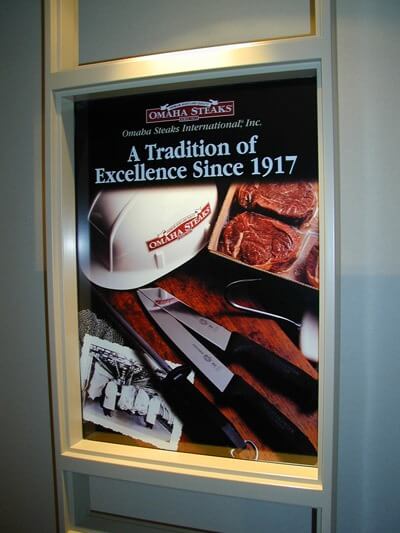 OMAHA STEAKS
Omaha Steaks International,® Inc.
A Tradition of
Excellence Since 1917
OMAHA STEAKS